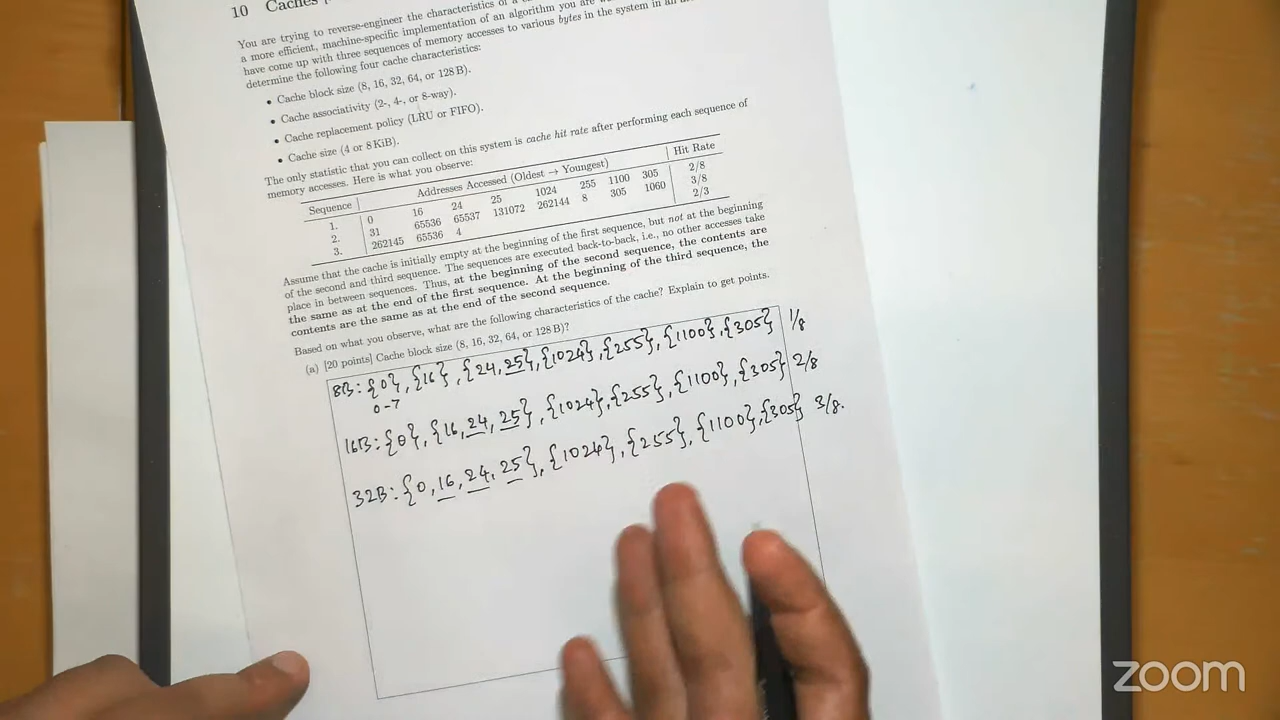 10 Caches
You are trying to reverse-engineer the characteristics of a
a more efficient, machine-specific implementation of an algorithm you are
have come up with three sequences of memory accesses to various bytes in the system in an
determine the following four cache characteristics:
• Cache block size (8, 16, 32, 64, or 128 B).
• Cache associativity (2-, 4-, or 8-way).
• Cache replacement policy (LRU or FIFO).
• Cache size (4 or 8 KiB).
The only statistic that you can collect on this system is cache hit rate after performing each sequence of
memory accesses. Here is what you observe:
Sequence Addresses Accessed (Oldest → Youngest) Hit Rate
1. 0 16 24 25 1024 255 1100 305 2/8
2. 31 65536 65537 131072 262144 8 305 1060 3/8
3. 262145 65536 4 2/3
Assume that the cache is initially empty at the beginning of the first sequence, but not at the beginning
of the second and third sequence. The sequences are executed back-to-back, i.e., no other accesses take
place in between sequences. Thus, at the beginning of the second sequence, the contents are
the same as at the end of the first sequence. At the beginning of the third sequence, the
contents are the same as at the end of the second sequence.
Based on what you observe, what are the following characteristics of the cache? Explain to get points.
(a) [20 points] Cache block size (8, 16, 32, 64, or 128 B)?
8B: {0}, {16}, {24, 25}, {1024}, {255}, {1100}, {305} 1/8
0-7
16B: {0}, {16, 24, 25}, {1024}, {255}, {1100}, {305} 2/8
32B: {0, 16, 24, 25}, {1024}, {255}, {1100}, {305} 3/8.
zoom